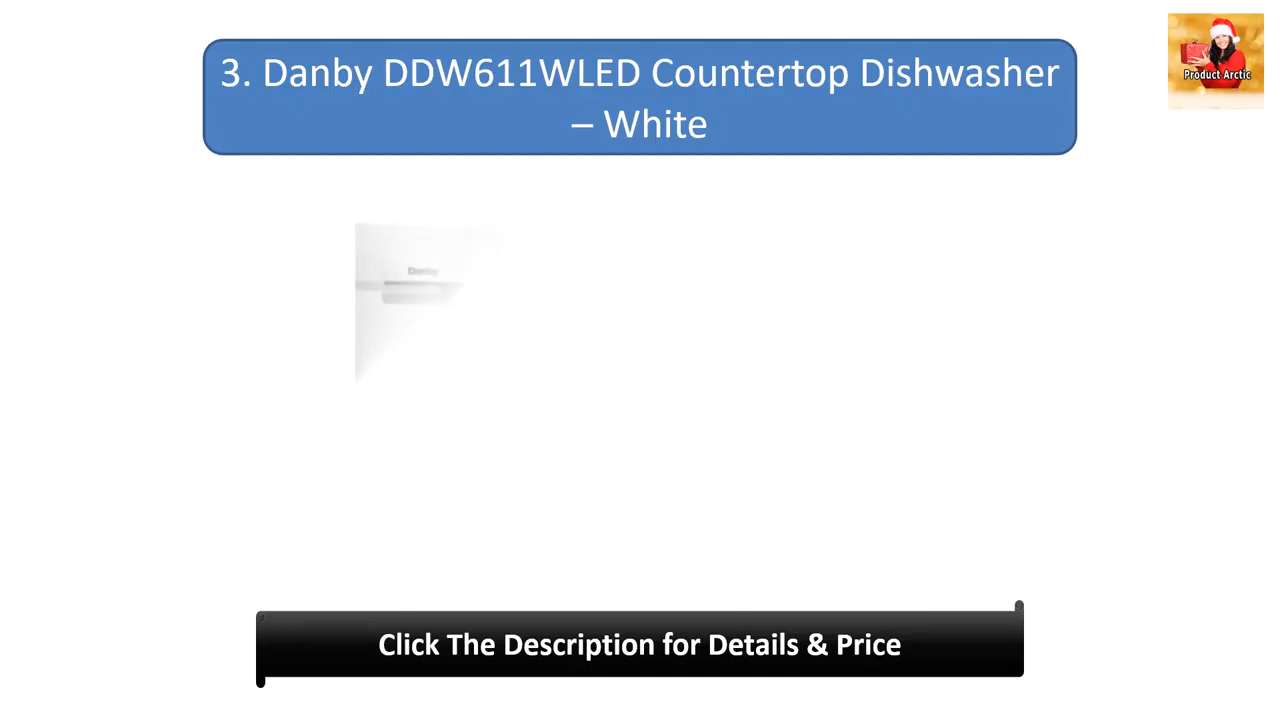 3. Danby DDW611WLED Countertop Dishwasher
– White
Product Arctic
Danby
Click The Description for Details & Price